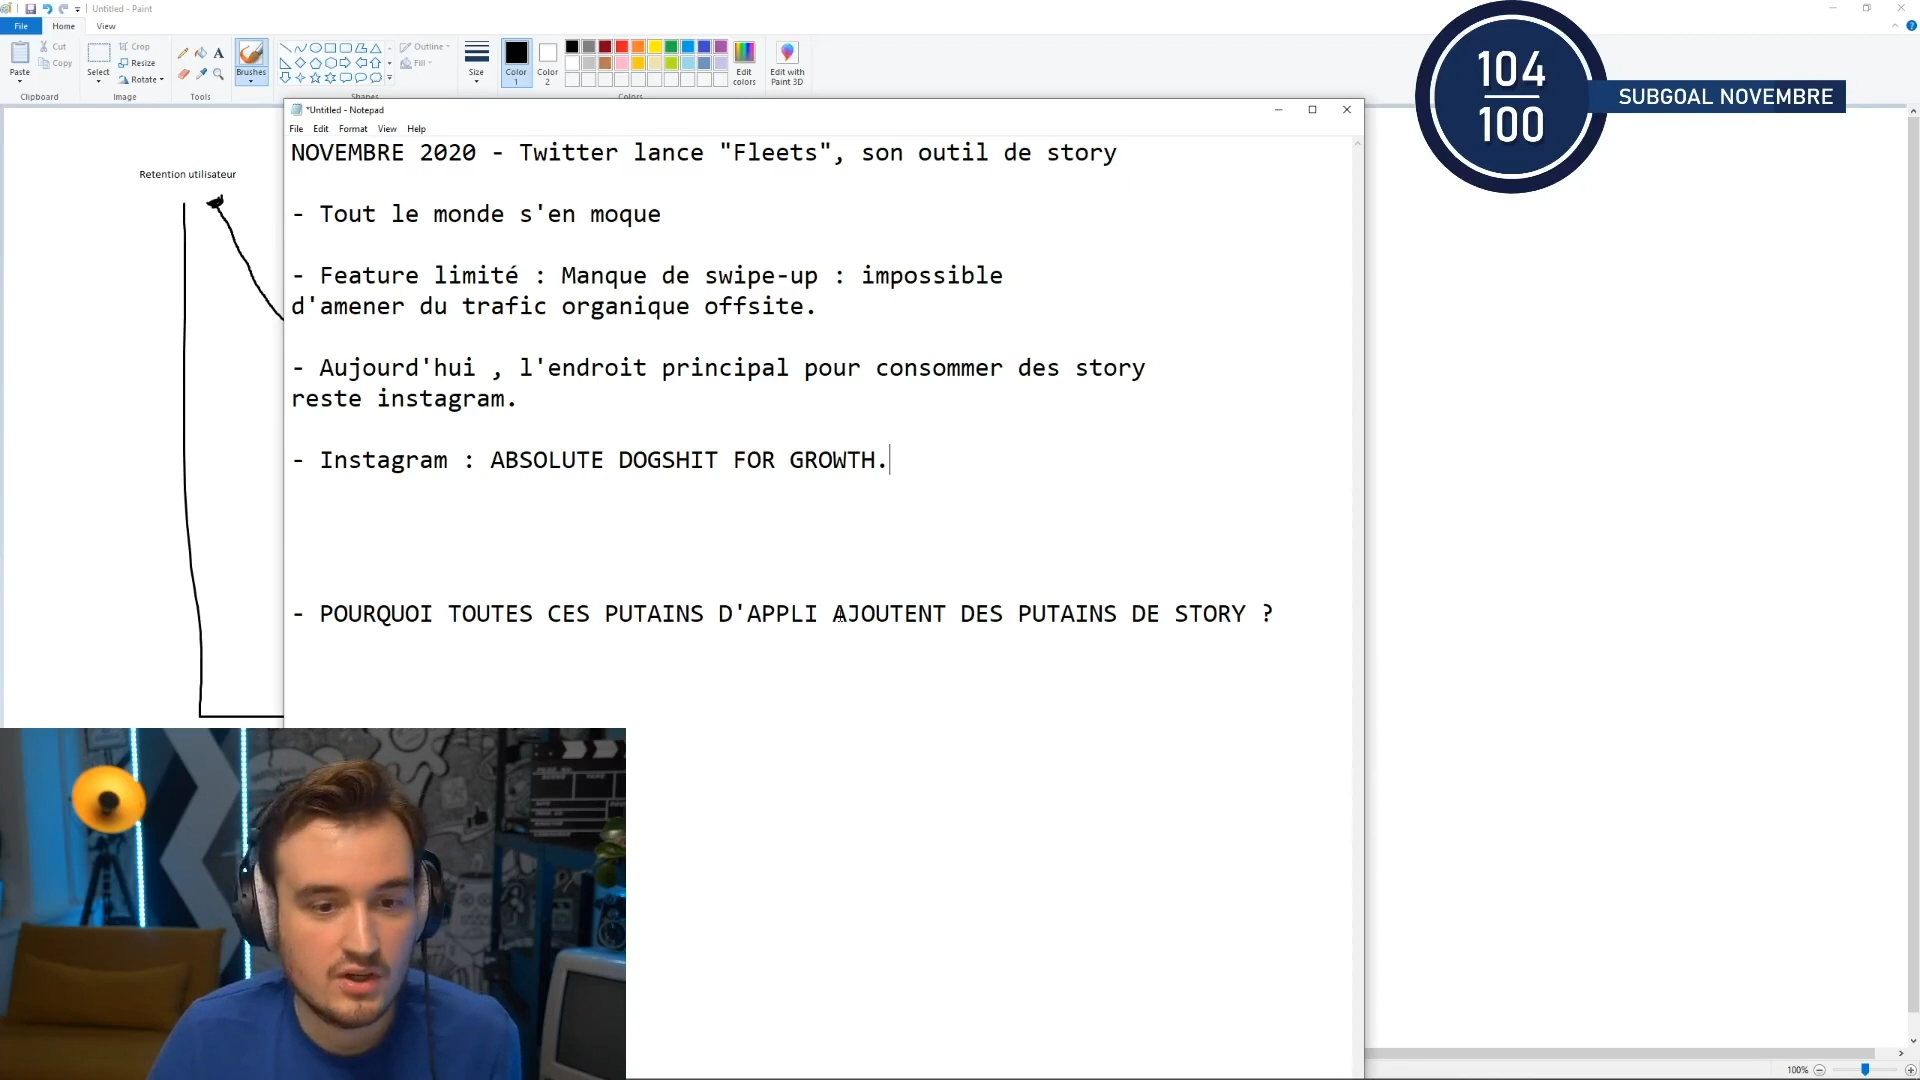 Untitled - Paint
File Home View
Cut
Copy
Paste
Clipboard
Crop
Resize
Rotate
Select
Image
Tools
Brushes
Outline
Fill
Shapes
Size
Color 1
Color 2
Colors
Edit colors
Edit with Paint 3D
104
100
SUBGOAL NOVEMBRE
Retention utilisateur
*Untitled - Notepad
File Edit Format View Help
NOVEMBRE 2020 - Twitter lance "Fleets", son outil de story
- Tout le monde s'en moque
- Feature limité : Manque de swipe-up : impossible
d'amener du trafic organique offsite.
- Aujourd'hui , l'endroit principal pour consommer des story
reste instagram.
- Instagram : ABSOLUTE DOGSHIT FOR GROWTH.
- POURQUOI TOUTES CES PUTAINS D'APPLI AJOUTENT DES PUTAINS DE STORY ?
100%